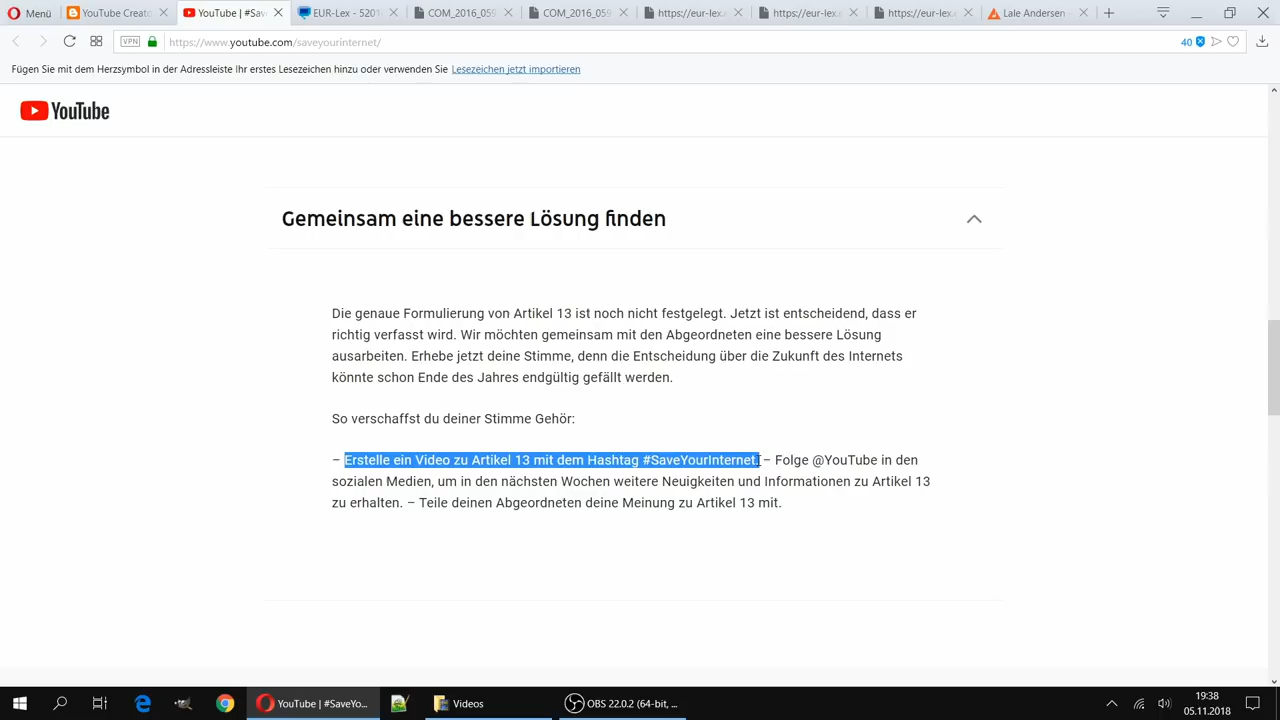 Menü
YouTube Creato
YouTube | #Sav
EUR-Lex - 5201
COM_2016_059
COM_2016_059
https://eur-lex.
https://eur-lex.e
https://eur-lex.e
Lale Andersen -
VPN
https://www.youtube.com/saveyourinternet/
40
Fügen Sie mit dem Herzsymbol in der Adressleiste Ihr erstes Lesezeichen hinzu oder verwenden Sie Lesezeichen jetzt importieren
YouTube
Gemeinsam eine bessere Lösung finden
Die genaue Formulierung von Artikel 13 ist noch nicht festgelegt. Jetzt ist entscheidend, dass er
richtig verfasst wird. Wir möchten gemeinsam mit den Abgeordneten eine bessere Lösung
ausarbeiten. Erhebe jetzt deine Stimme, denn die Entscheidung über die Zukunft des Internets
könnte schon Ende des Jahres endgültig gefällt werden.
So verschaffst du deiner Stimme Gehör:
– Erstelle ein Video zu Artikel 13 mit dem Hashtag #SaveYourInternet. – Folge @YouTube in den
sozialen Medien, um in den nächsten Wochen weitere Neuigkeiten und Informationen zu Artikel 13
zu erhalten. – Teile deinen Abgeordneten deine Meinung zu Artikel 13 mit.
YouTube | #SaveYo...
Videos
OBS 22.0.2 (64-bit, ...
19:38
05.11.2018